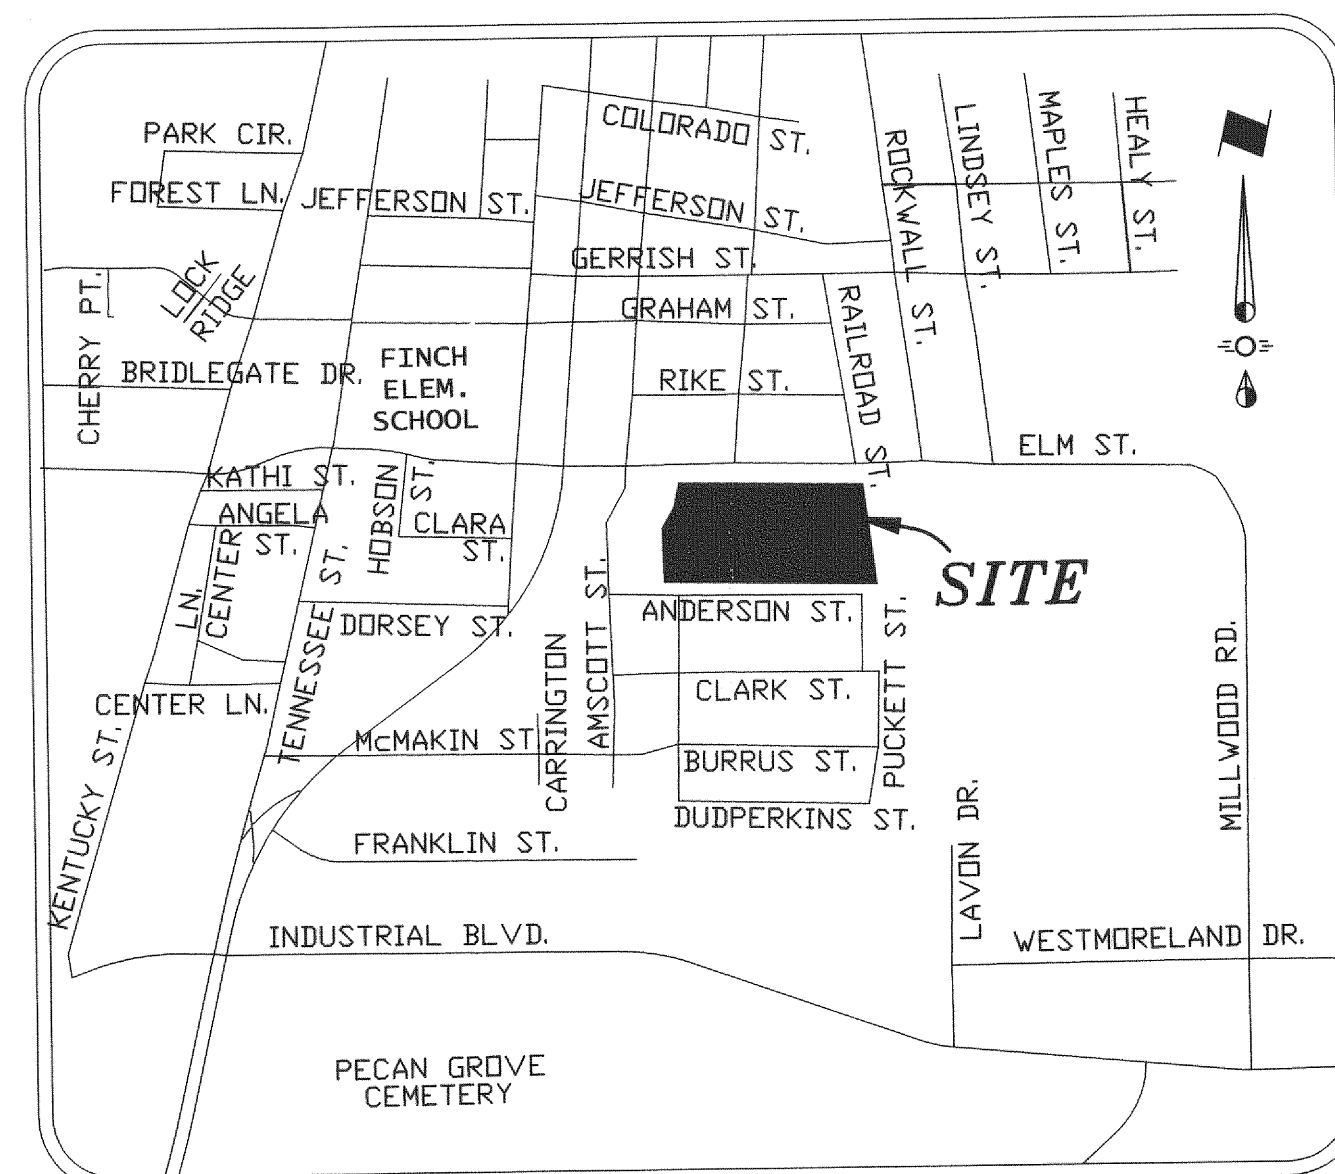 PARK CIR.
FOREST LN.
JEFFERSON ST.
COLORADO ST.
JEFFERSON ST.
GERRISH ST.
GRAHAM ST.
RIKE ST.
ROCKWALL ST.
LINDSEY ST.
MAPLES ST.
HEALY ST.
RAILROAD ST.
CHERRY PT.
LOCK
RIDGE
BRIDLEGATE DR.
FINCH
ELEM.
SCHOOL
ELM ST.
KATHI ST.
ANGELA
ST.
HOBSON
ST.
CLARA
ST.
CENTER
LN.
TENNESSEE ST.
DORSEY ST.
CENTER LN.
KENTUCKY ST.
McMAKIN ST.
CARRINGTON
AMSCOTT ST.
ANDERSON ST.
CLARK ST.
BURRUS ST.
DUDPERKINS ST.
PUCKETT ST.
SITE
MILLWOOD RD.
FRANKLIN ST.
LAVON DR.
INDUSTRIAL BLVD.
WESTMORELAND DR.
PECAN GROVE
CEMETERY